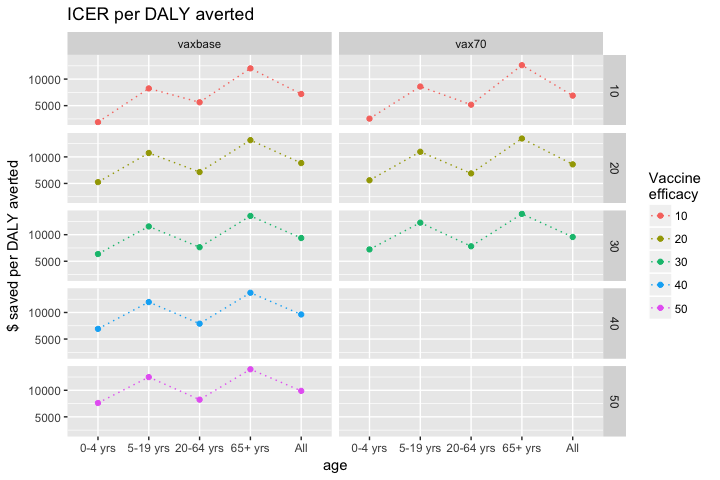 ICER per DALY averted
vaxbase vax70
10000
5000
10
10000
5000
20
10000
5000
30
10000
5000
40
10000
5000
50
$ saved per DALY averted
0-4 yrs 5-19 yrs 20-64 yrs 65+ yrs All 0-4 yrs 5-19 yrs 20-64 yrs 65+ yrs All
age
Vaccine
efficacy
10
20
30
40
50